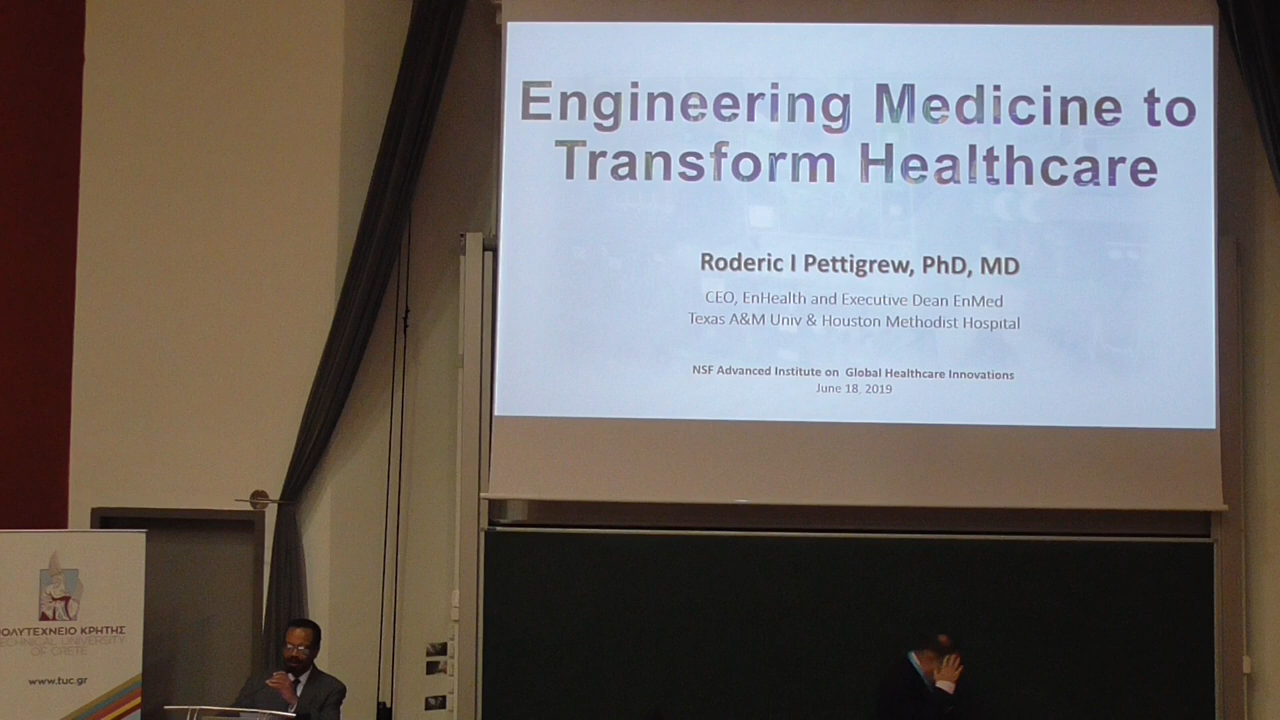 Engineering Medicine to
Transform Healthcare
Roderic I Pettigrew, PhD, MD
CEO, EnHealth and Executive Dean EnMed
Texas A&M Univ & Houston Methodist Hospital
NSF Advanced Institute on Global Healthcare Innovations
June 18, 2019
ΟΛΥΤΕΧΝΕΙΟ ΚΡΗΤΗΣ
ECHNICAL UNIVERSITY
OF CRETE
www.tuc.gr